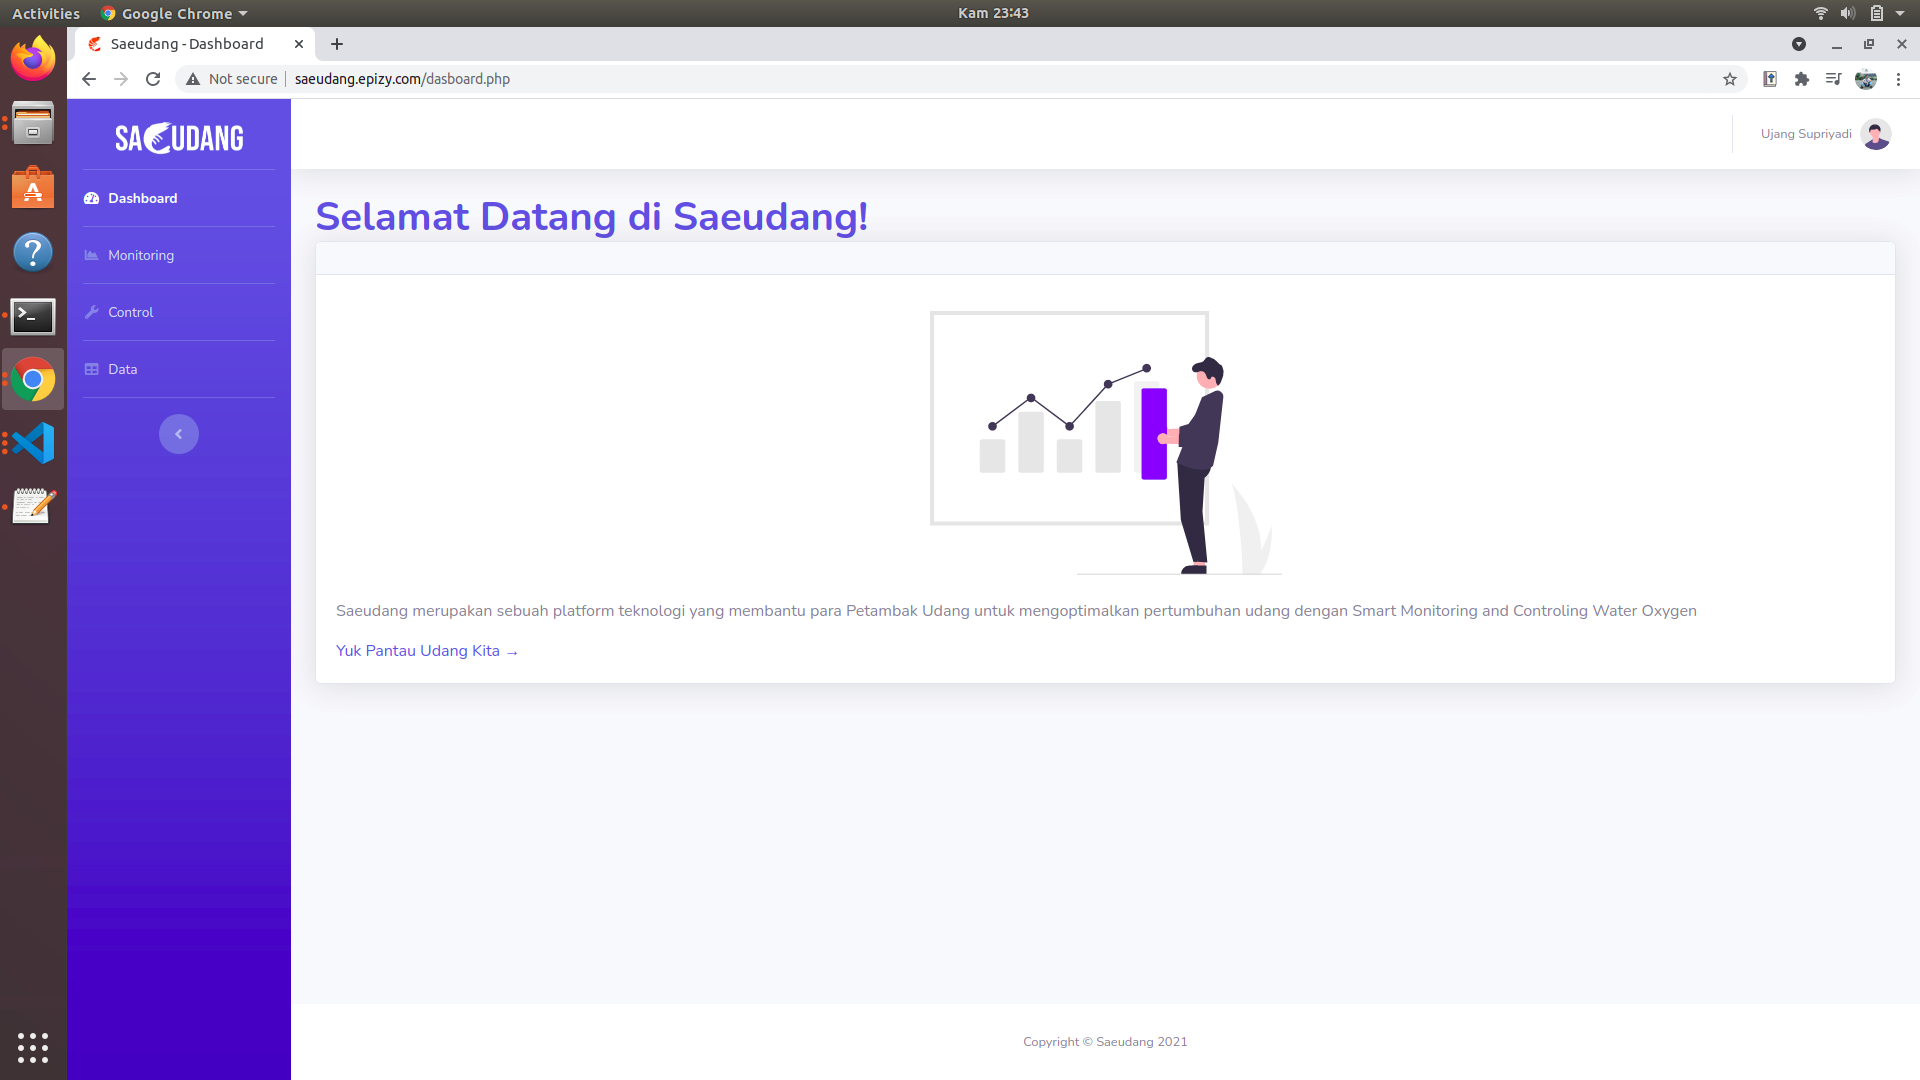 Activities
Google Chrome
Kam 23:43
Saeudang - Dashboard
Not secure
saeudang.epizy.com/dasboard.php
SAEUDANG
Ujang Supriyadi
Dashboard
Monitoring
Control
Data
Selamat Datang di Saeudang!
Saeudang merupakan sebuah platform teknologi yang membantu para Petambak Udang untuk mengoptimalkan pertumbuhan udang dengan Smart Monitoring and Controling Water Oxygen
Yuk Pantau Udang Kita →
Copyright © Saeudang 2021